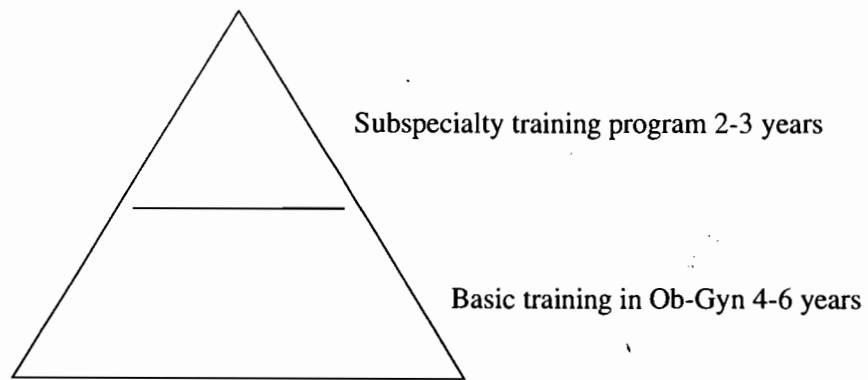 Subspecialty training program 2-3 years
Basic training in Ob-Gyn 4-6 years